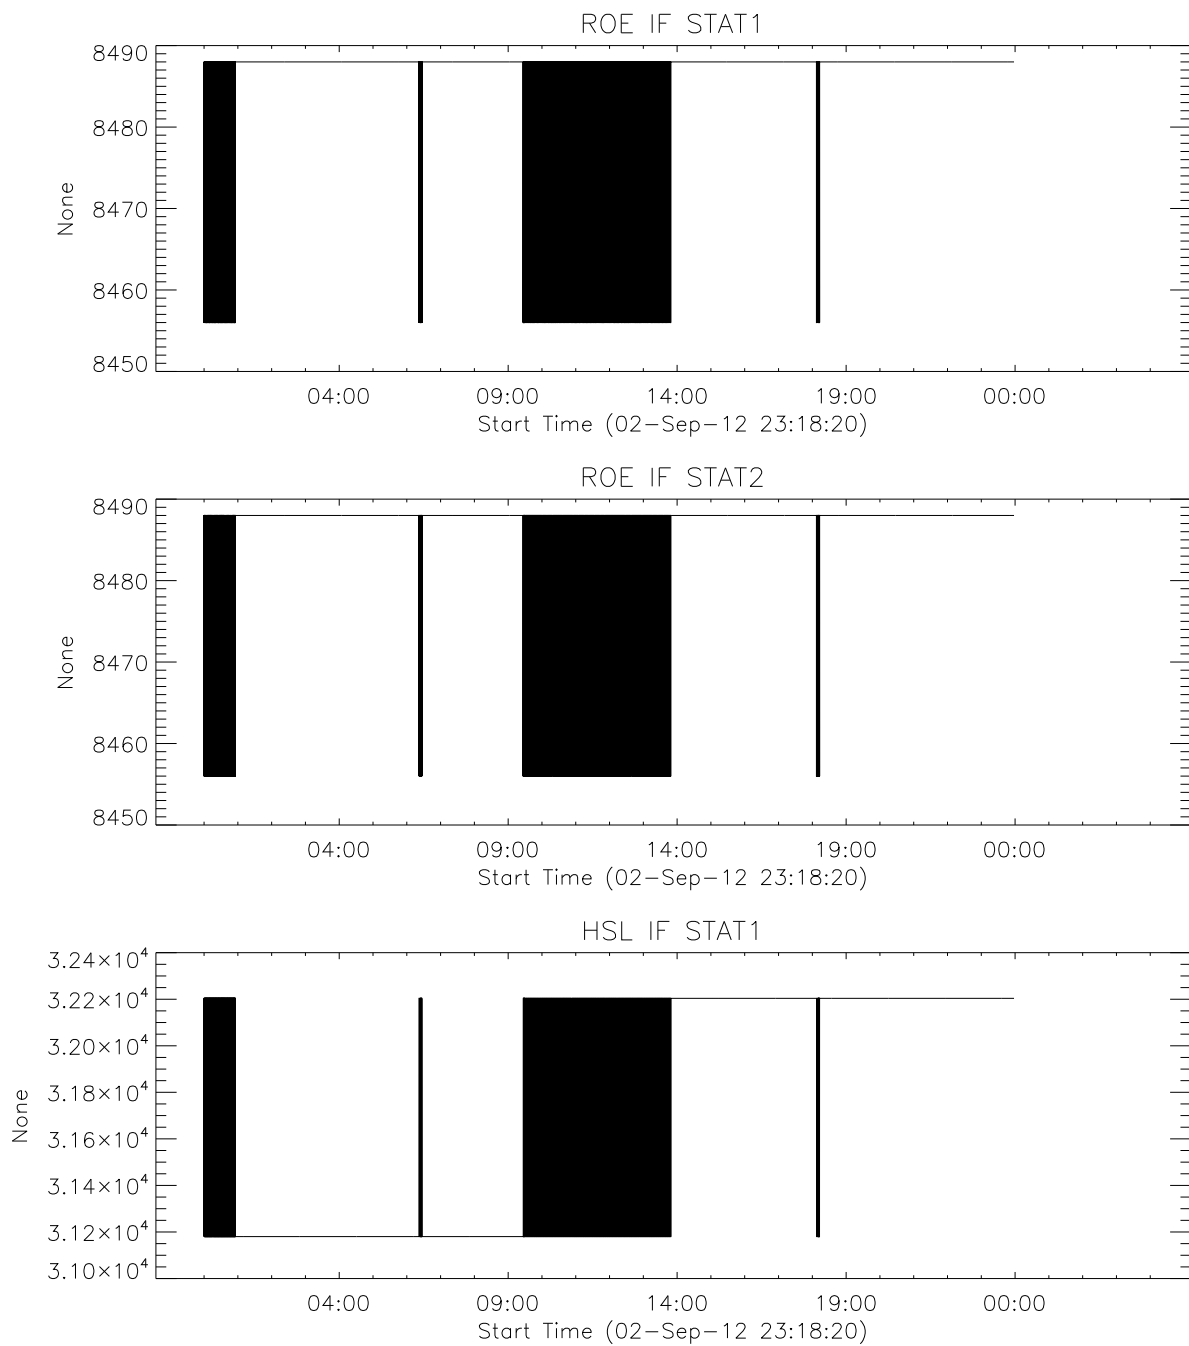 ROE IF STAT1
8490
8480
8470
8460
8450
None
04:00 09:00 14:00 19:00 00:00
Start Time (02-Sep-12 23:18:20)
ROE IF STAT2
8490
8480
8470
8460
8450
None
04:00 09:00 14:00 19:00 00:00
Start Time (02-Sep-12 23:18:20)
HSL IF STAT1
3.24×10⁴
3.22×10⁴
3.20×10⁴
3.18×10⁴
3.16×10⁴
3.14×10⁴
3.12×10⁴
3.10×10⁴
None
04:00 09:00 14:00 19:00 00:00
Start Time (02-Sep-12 23:18:20)